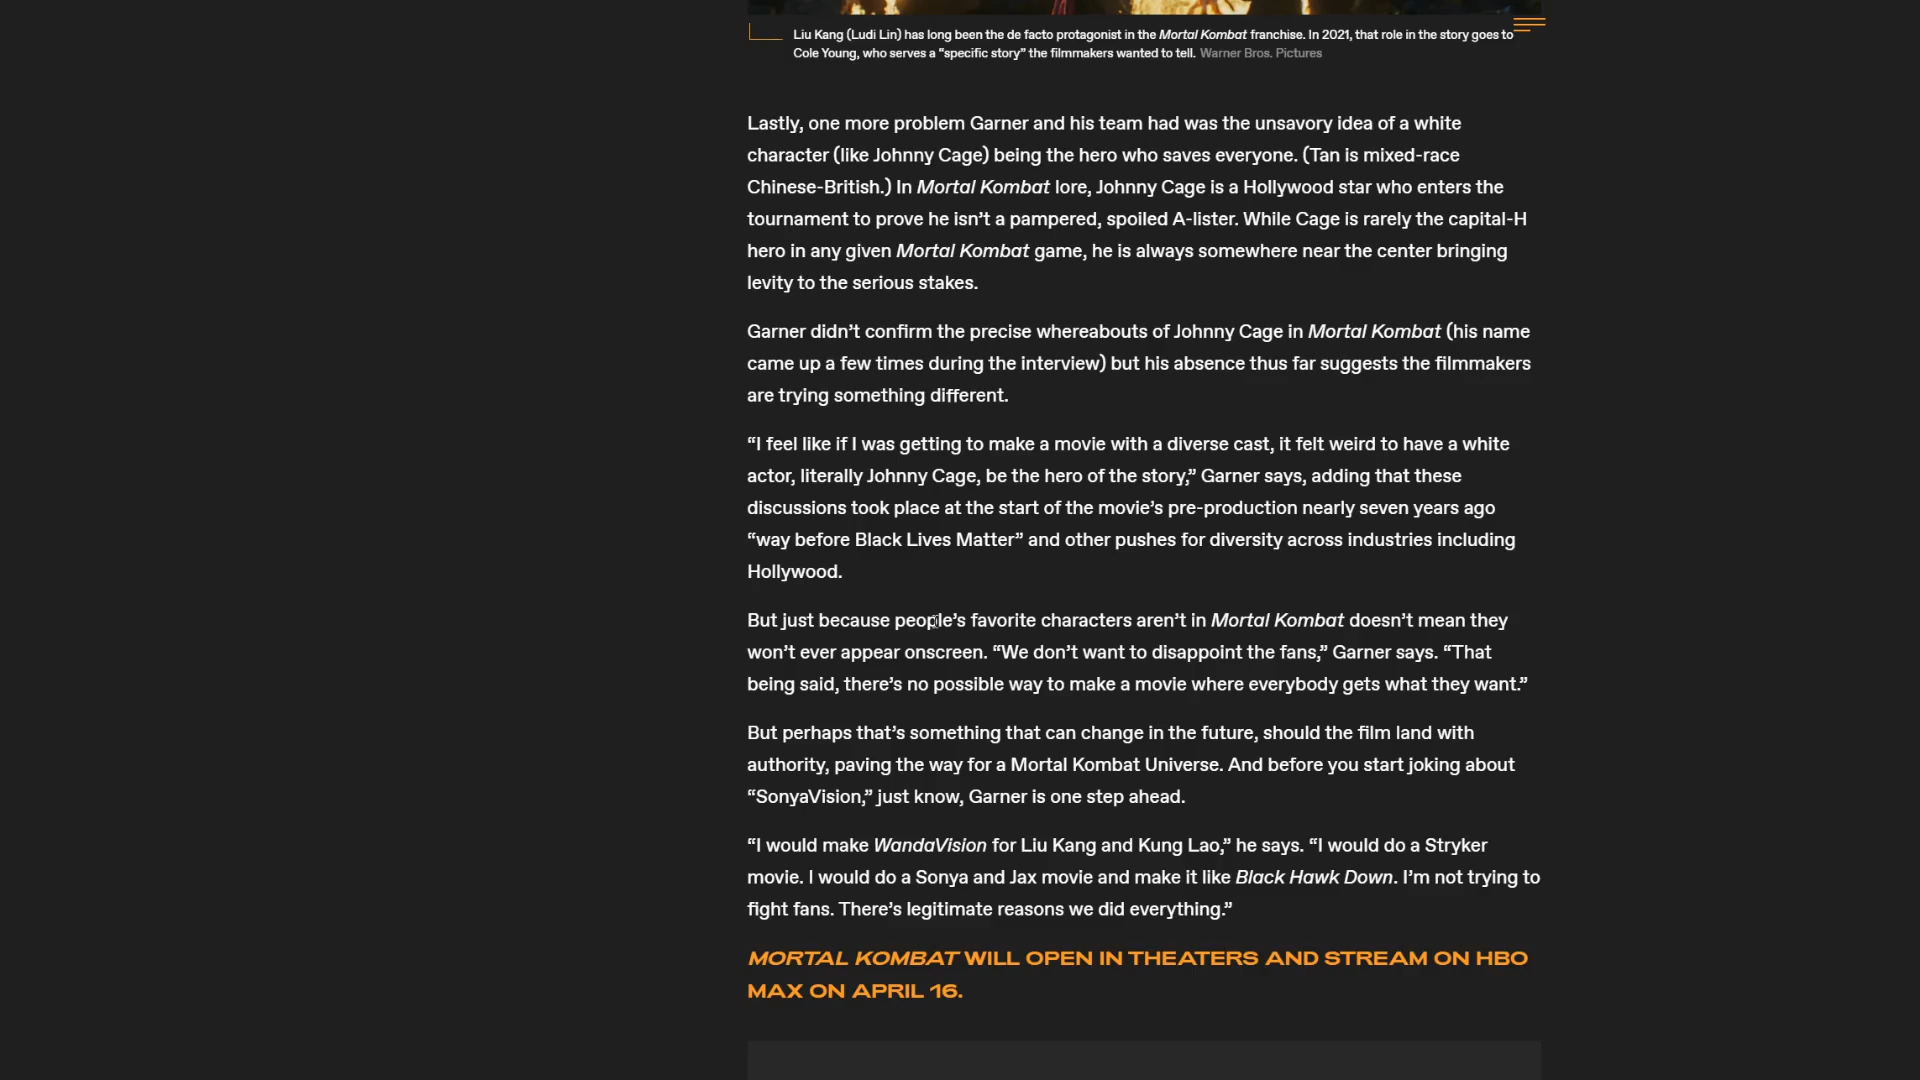 Liu Kang (Ludi Lin) has long been the de facto protagonist in the Mortal Kombat franchise. In 2021, that role in the story goes to
Cole Young, who serves a “specific story” the filmmakers wanted to tell. Warner Bros. Pictures
Lastly, one more problem Garner and his team had was the unsavory idea of a white
character (like Johnny Cage) being the hero who saves everyone. (Tan is mixed-race
Chinese-British.) In Mortal Kombat lore, Johnny Cage is a Hollywood star who enters the
tournament to prove he isn’t a pampered, spoiled A-lister. While Cage is rarely the capital-H
hero in any given Mortal Kombat game, he is always somewhere near the center bringing
levity to the serious stakes.
Garner didn’t confirm the precise whereabouts of Johnny Cage in Mortal Kombat (his name
came up a few times during the interview) but his absence thus far suggests the filmmakers
are trying something different.
“I feel like if I was getting to make a movie with a diverse cast, it felt weird to have a white
actor, literally Johnny Cage, be the hero of the story,” Garner says, adding that these
discussions took place at the start of the movie’s pre-production nearly seven years ago
“way before Black Lives Matter” and other pushes for diversity across industries including
Hollywood.
But just because people’s favorite characters aren’t in Mortal Kombat doesn’t mean they
won’t ever appear onscreen. “We don’t want to disappoint the fans,” Garner says. “That
being said, there’s no possible way to make a movie where everybody gets what they want.”
But perhaps that’s something that can change in the future, should the film land with
authority, paving the way for a Mortal Kombat Universe. And before you start joking about
“SonyaVision,” just know, Garner is one step ahead.
“I would make WandaVision for Liu Kang and Kung Lao,” he says. “I would do a Stryker
movie. I would do a Sonya and Jax movie and make it like Black Hawk Down. I’m not trying to
fight fans. There’s legitimate reasons we did everything.”
MORTAL KOMBAT WILL OPEN IN THEATERS AND STREAM ON HBO
MAX ON APRIL 16.